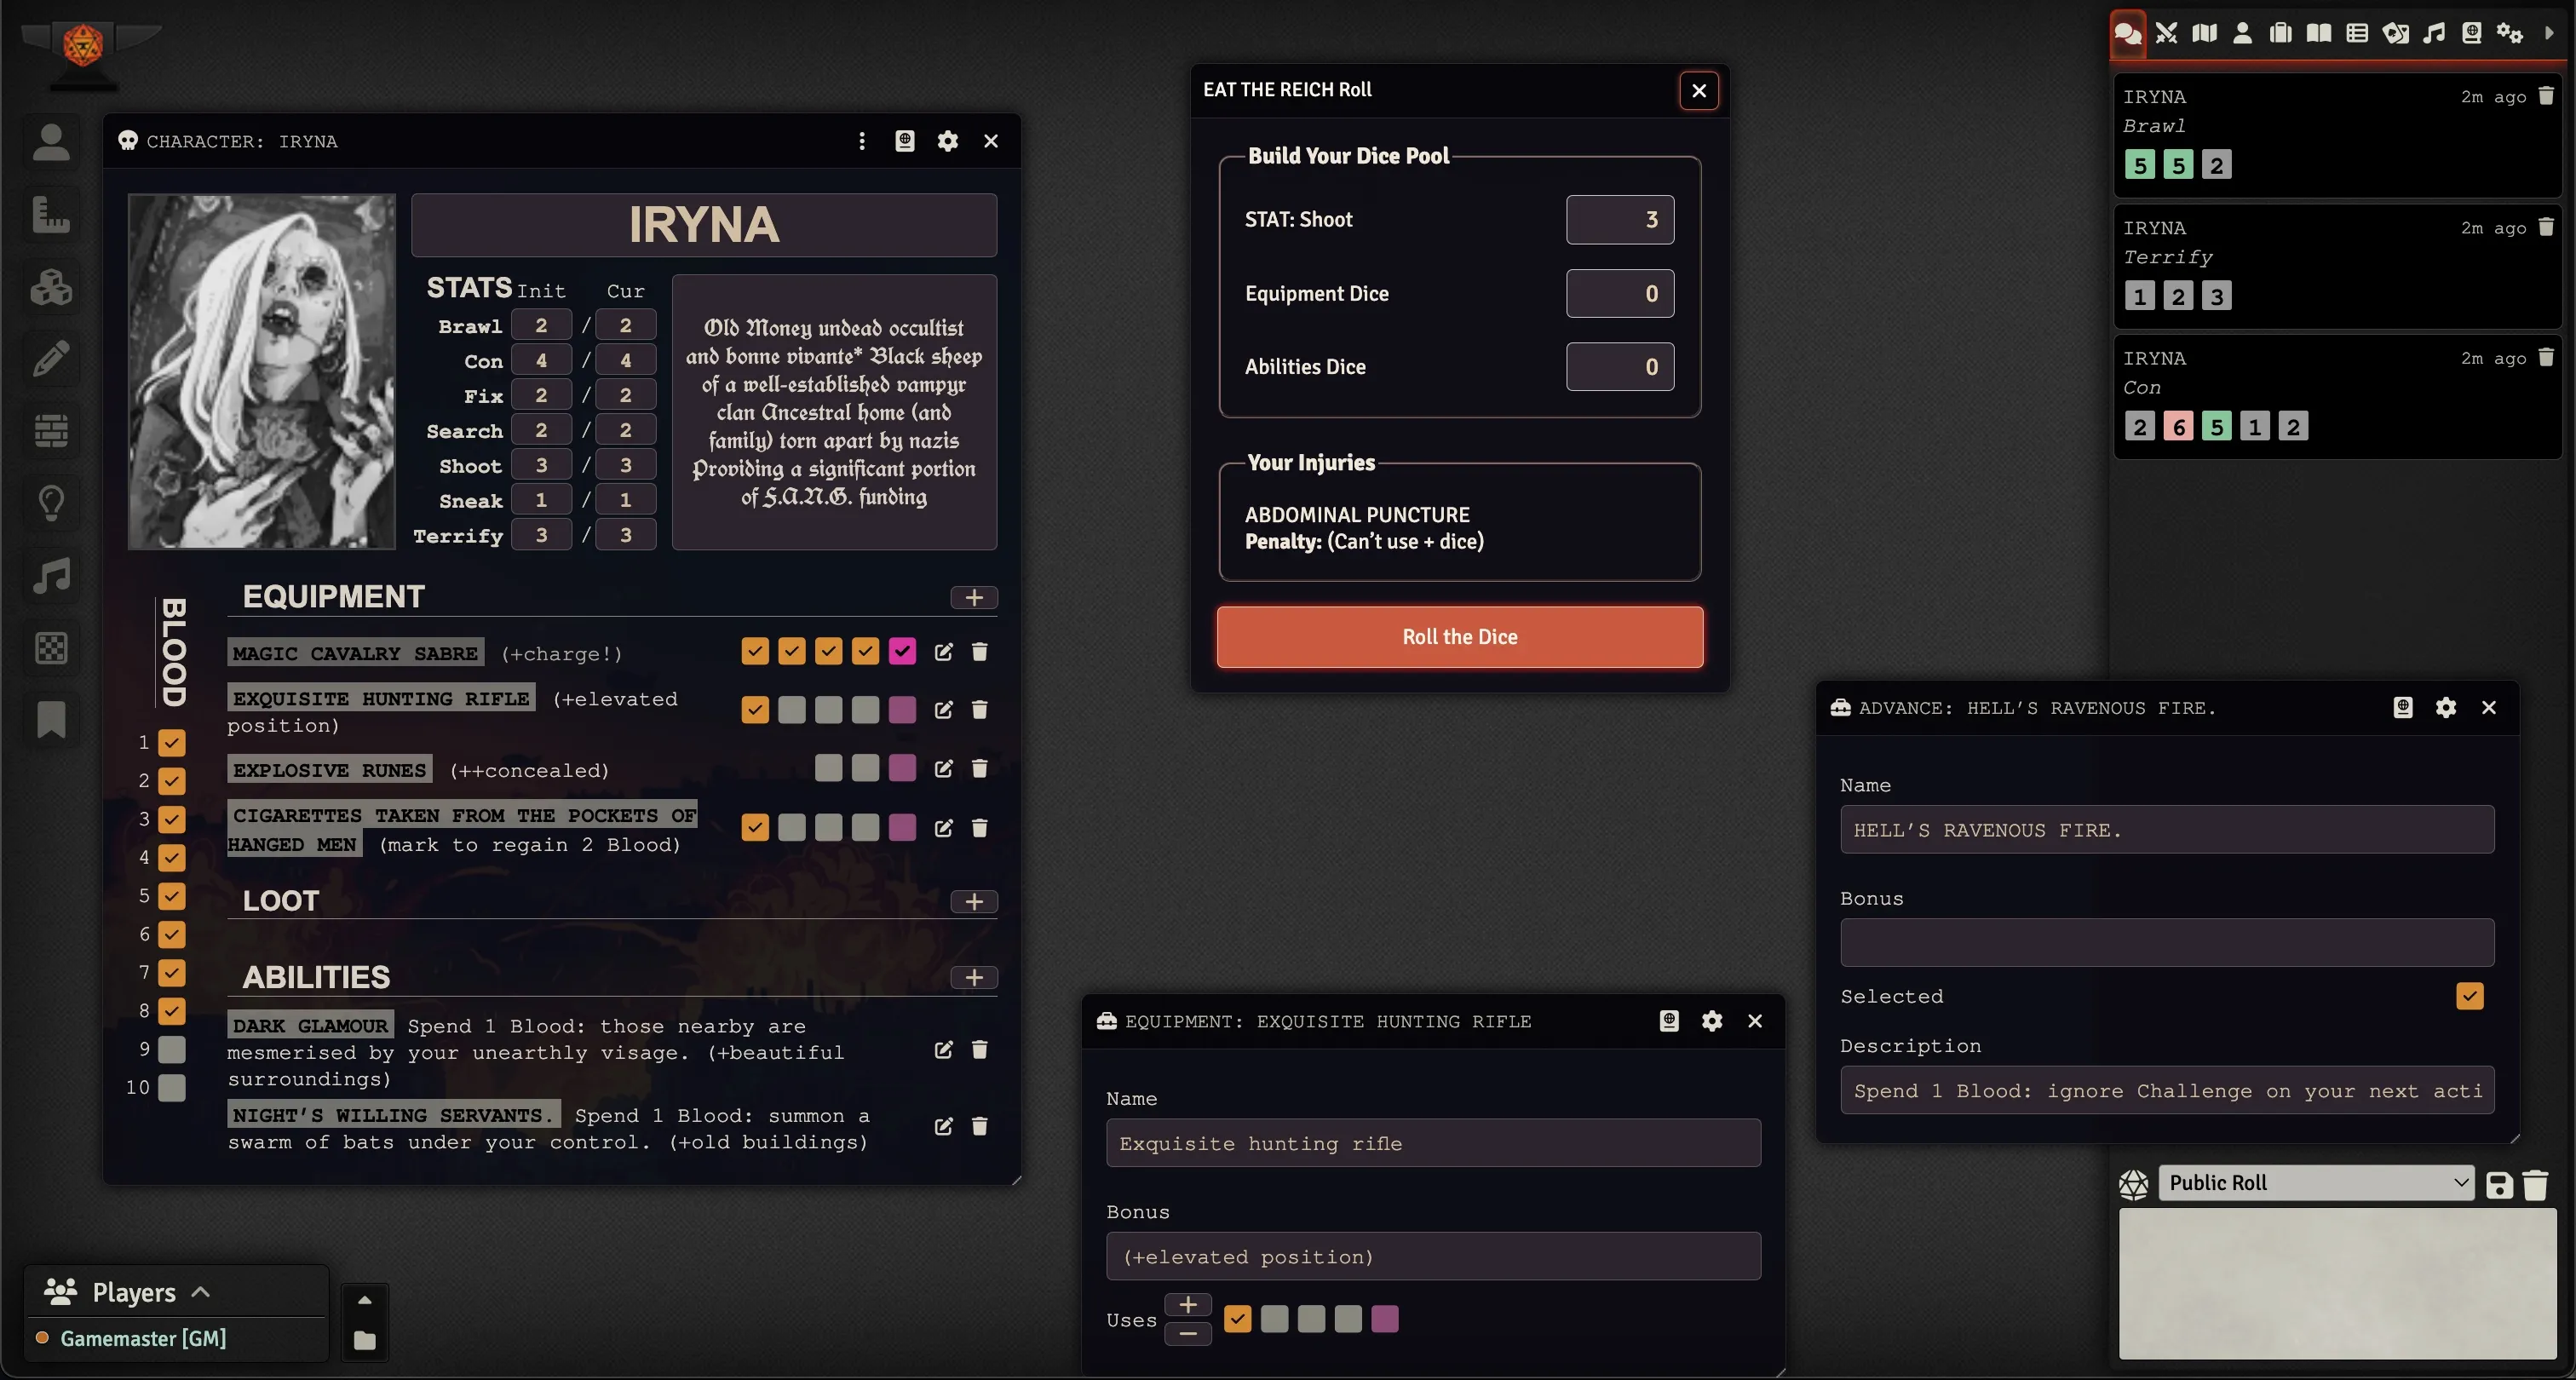 CHARACTER: IRYNA
IRYNA
STATS Init Cur
Brawl 2 / 2
Con 4 / 4
Fix 2 / 2
Search 2 / 2
Shoot 3 / 3
Sneak 1 / 1
Terrify 3 / 3
Old Money undead occultist
and bonne vivante* Black sheep
of a well-established vampyr
clan Ancestral home (and
family) torn apart by nazis
Providing a significant portion
of F.A.N.G. funding
BLOOD
1
2
3
4
5
6
7
8
9
10
EQUIPMENT
MAGIC CAVALRY SABRE (+charge!)
EXQUISITE HUNTING RIFLE (+elevated
position)
EXPLOSIVE RUNES (++concealed)
CIGARETTES TAKEN FROM THE POCKETS OF
HANGED MEN (mark to regain 2 Blood)
LOOT
ABILITIES
DARK GLAMOUR Spend 1 Blood: those nearby are
mesmerised by your unearthly visage. (+beautiful
surroundings)
NIGHT'S WILLING SERVANTS. Spend 1 Blood: summon a
swarm of bats under your control. (+old buildings)
Players
Gamemaster [GM]
EAT THE REICH Roll
Build Your Dice Pool
STAT: Shoot 3
Equipment Dice 0
Abilities Dice 0
Your Injuries
ABDOMINAL PUNCTURE
Penalty: (Can't use + dice)
Roll the Dice
EQUIPMENT: EXQUISITE HUNTING RIFLE
Name
Exquisite hunting rifle
Bonus
(+elevated position)
Uses
IRYNA 2m ago
Brawl
5 5 2
IRYNA 2m ago
Terrify
1 2 3
IRYNA 2m ago
Con
2 6 5 1 2
ADVANCE: HELL'S RAVENOUS FIRE.
Name
HELL'S RAVENOUS FIRE.
Bonus
Selected
Description
Spend 1 Blood: ignore Challenge on your next acti
Public Roll